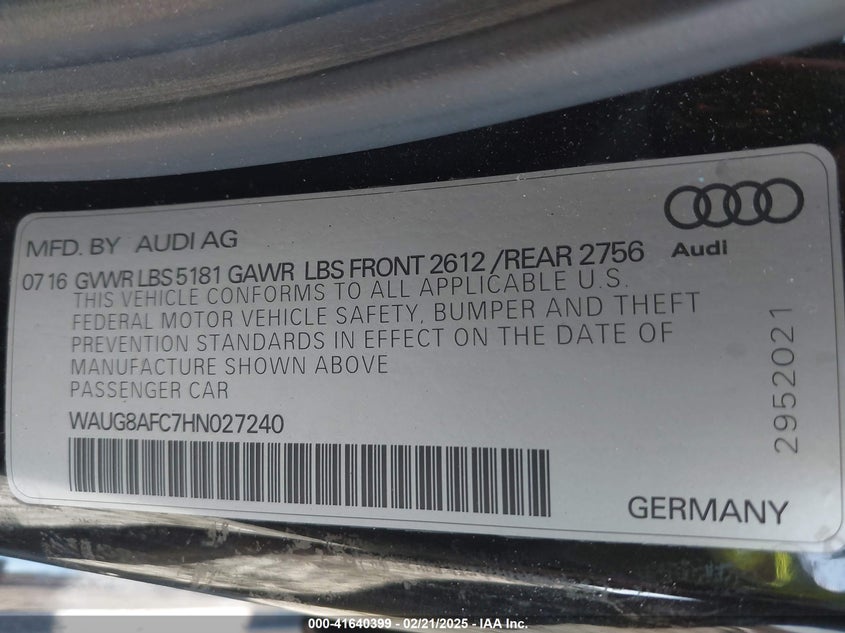 MFD. BY AUDI AG
Audi
07 16 GVWR LBS 5181 GAWR LBS FRONT 2612 /REAR 2756
THIS VEHICLE CONFORMS TO ALL APPLICABLE U.S.
FEDERAL MOTOR VEHICLE SAFETY, BUMPER AND THEFT
PREVENTION STANDARDS IN EFFECT ON THE DATE OF
MANUFACTURE SHOWN ABOVE
PASSENGER CAR
WAUG8AFC7HN027240
2952021
GERMANY
000-41640399 - 02/21/2025 - IAA Inc.